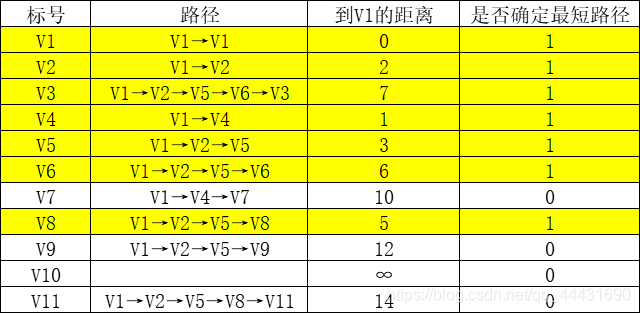 标号 路径 到V1的距离 是否确定最短路径
V1 V1→V1 0 1
V2 V1→V2 2 1
V3 V1→V2→V5→V6→V3 7 1
V4 V1→V4 1 1
V5 V1→V2→V5 3 1
V6 V1→V2→V5→V6 6 1
V7 V1→V4→V7 10 0
V8 V1→V2→V5→V8 5 1
V9 V1→V2→V5→V9 12 0
V10 ∞ 0
V11 V1→V2→V5→V8→V11 14 0
https://blog.csdn.net/qq_44431690